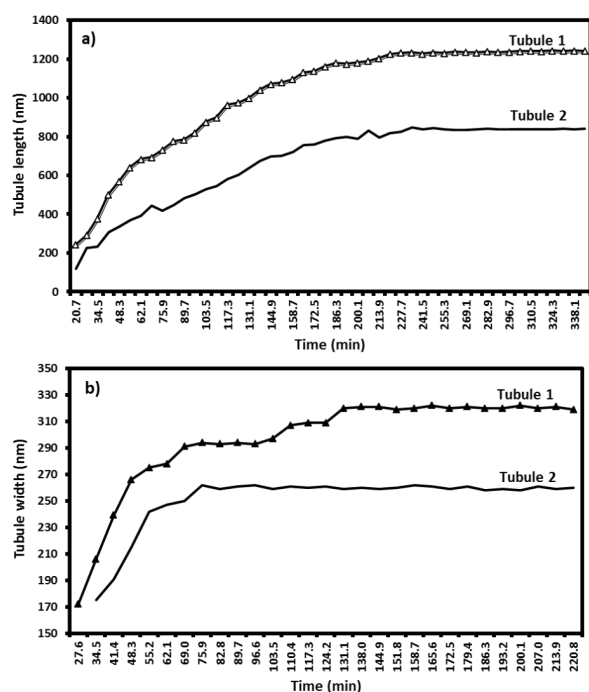 a)
Tubule length (nm)
1400
1200
1000
800
600
400
200
0
Tubule 1
Tubule 2
20.7 34.5 48.3 62.1 75.9 89.7 103.5 117.3 131.1 144.9 158.7 172.5 186.3 200.1 213.9 227.7 241.5 255.3 269.1 282.9 296.7 310.5 324.3 338.1
Time (min)
b)
Tubule width (nm)
350
330
310
290
270
250
230
210
190
170
150
Tubule 1
Tubule 2
27.6 34.5 41.4 48.3 55.2 62.1 69.0 75.9 82.8 89.7 96.6 103.5 110.4 117.3 124.2 131.1 138.0 144.9 151.8 158.7 165.6 172.5 179.4 186.3 193.2 200.1 207.0 213.9 220.8
Time (min)